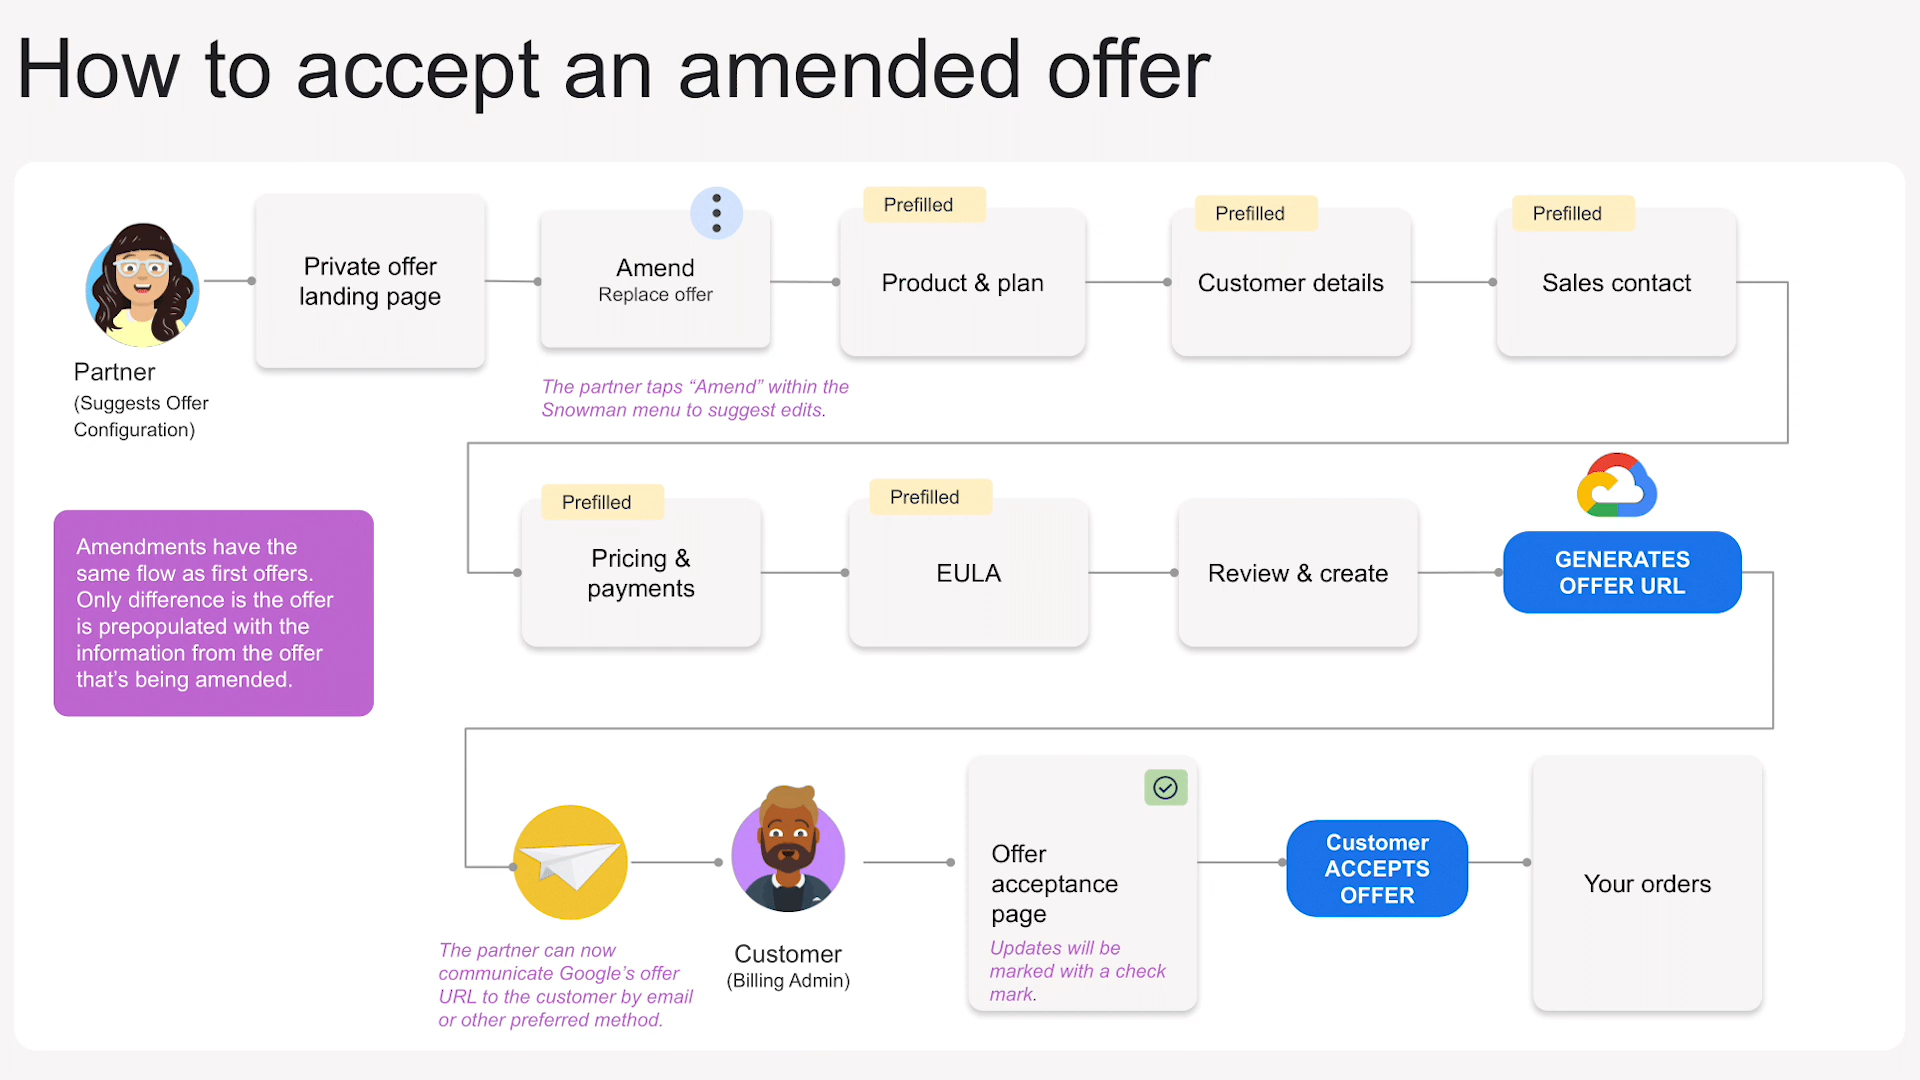 How to accept an amended offer
Partner
(Suggests Offer
Configuration)
Private offer
landing page
Amend
Replace offer
The partner taps “Amend” within the
Snowman menu to suggest edits.
Prefilled
Product & plan
Prefilled
Customer details
Prefilled
Sales contact
Amendments have the
same flow as first offers.
Only difference is the offer
is prepopulated with the
information from the offer
that’s being amended.
Prefilled
Pricing &
payments
Prefilled
EULA
Review & create
GENERATES
OFFER URL
The partner can now
communicate Google’s offer
URL to the customer by email
or other preferred method.
Customer
(Billing Admin)
Offer
acceptance
page
Updates will be
marked with a check
mark.
Customer
ACCEPTS
OFFER
Your orders